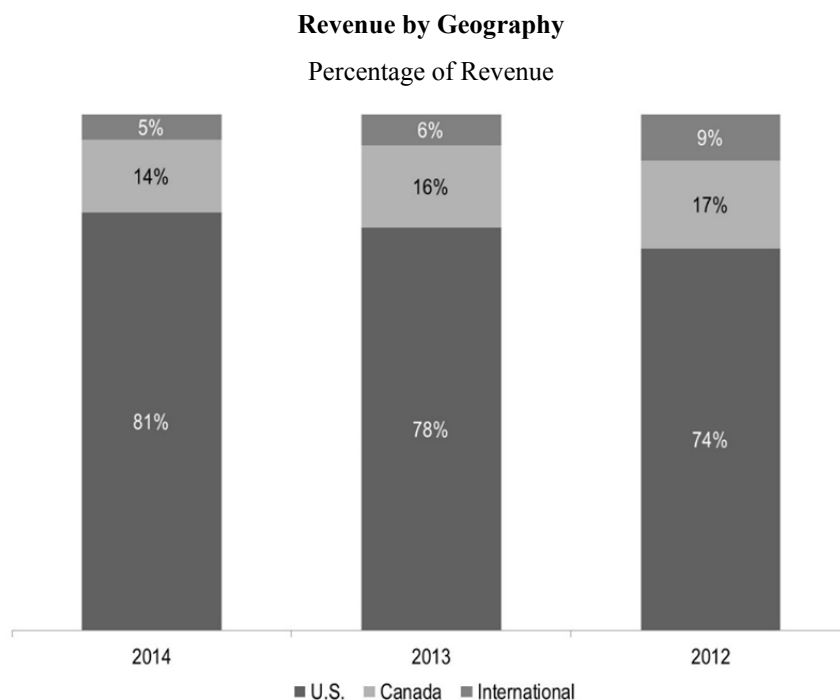 Revenue by Geography
Percentage of Revenue
5% 6% 9%
14% 16% 17%
81% 78% 74%
2014 2013 2012
U.S. Canada International